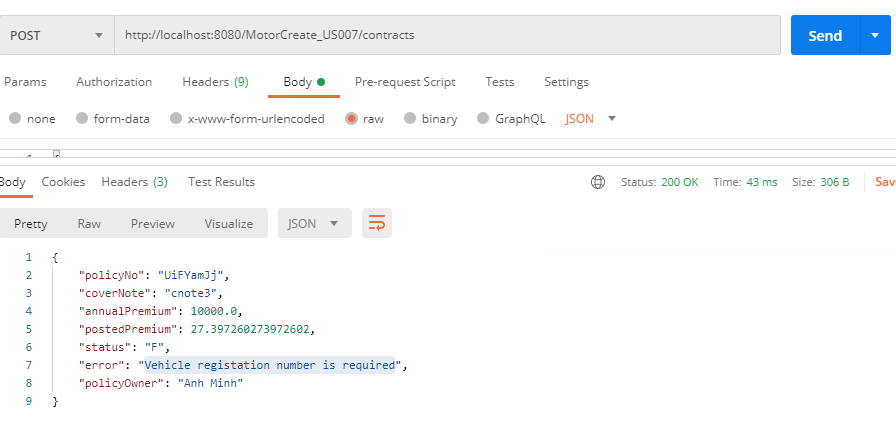 POST http://localhost:8080/MotorCreate_US007/contracts Send
Params Authorization Headers (9) Body Pre-request Script Tests Settings
none form-data x-www-form-urlencoded raw binary GraphQL JSON
Body Cookies Headers (3) Test Results Status: 200 OK Time: 43 ms Size: 306 B Sav
Pretty Raw Preview Visualize JSON
1 {
2 "policyNo": "UiFYamJj",
3 "coverNote": "cnote3",
4 "annualPremium": 10000.0,
5 "postedPremium": 27.397260273972602,
6 "status": "F",
7 "error": "Vehicle registation number is required",
8 "policyOwner": "Anh Minh"
9 }